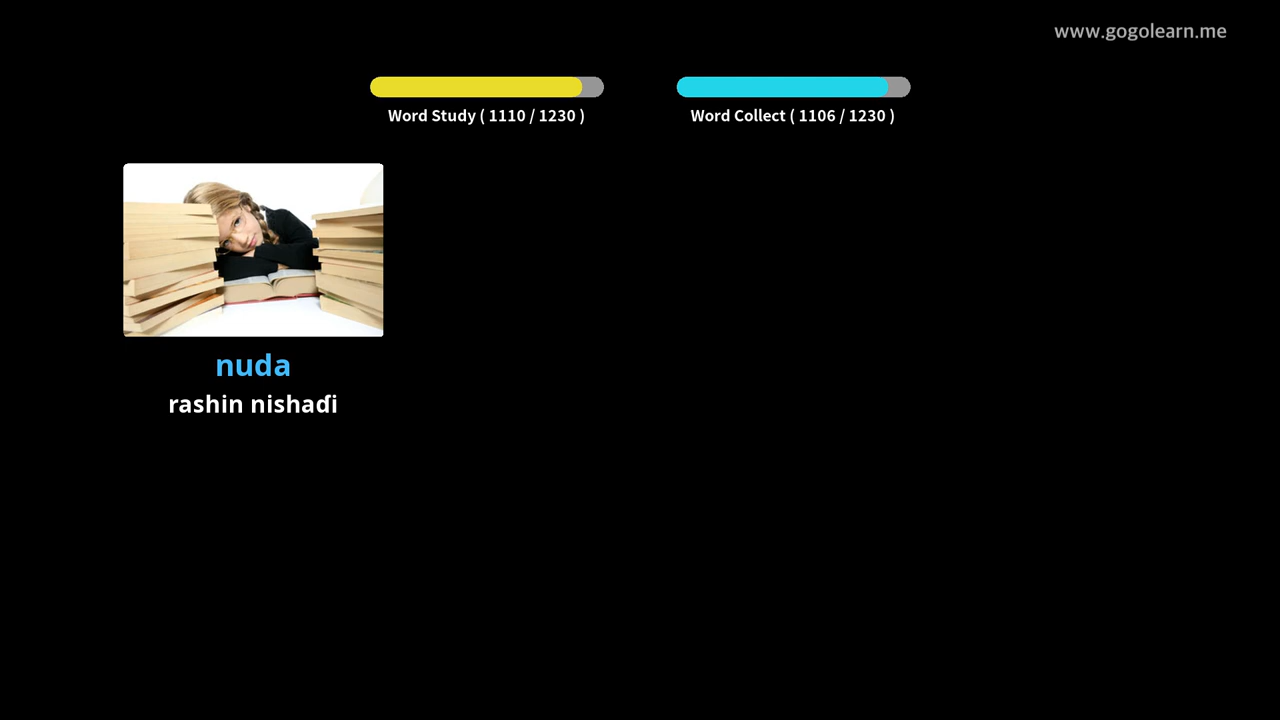 www.gogolearn.me
Word Study ( 1110 / 1230 )
Word Collect ( 1106 / 1230 )
nuda
rashin nishaɗi